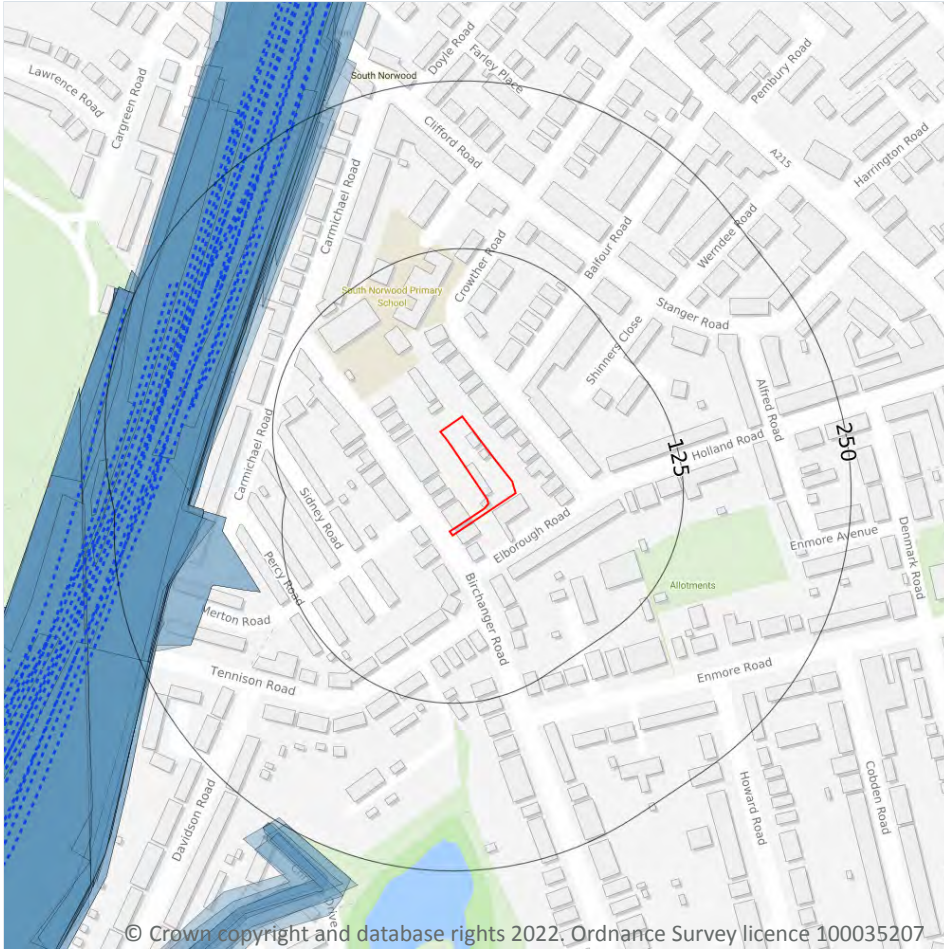 South Norwood
Doyle Road
Farley Place
Pembury Road
Lawrence Road
Cargreen Road
Clifford Road
A215
Harrington Road
Carmichael Road
Crowther Road
Balfour Road
Werndee Road
South Norwood Primary
School
Stanger Road
Shinners Close
Alfred Road
125
250
Holland Road
Carmichael Road
Sidney Road
Elborough Road
Enmore Avenue
Denmark Road
Percy Road
Birchanger Road
Allotments
Merton Road
Tennison Road
Enmore Road
Davidson Road
Howard Road
Cobden Road
© Crown copyright and database rights 2022. Ordnance Survey licence 100035207